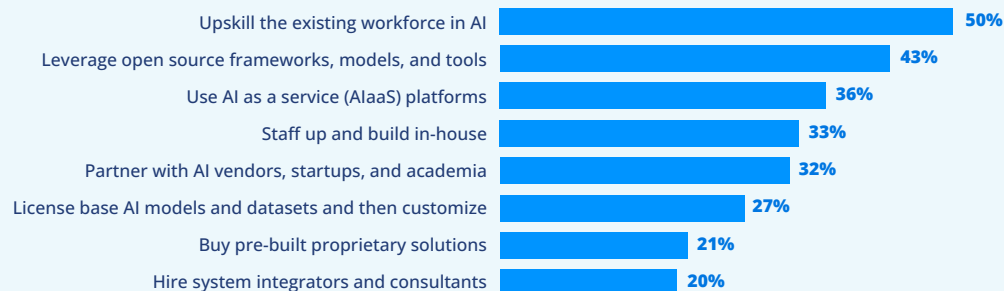 Upskill the existing workforce in AI 50%
Leverage open source frameworks, models, and tools 43%
Use AI as a service (AIaaS) platforms 36%
Staff up and build in-house 33%
Partner with AI vendors, startups, and academia 32%
License base AI models and datasets and then customize 27%
Buy pre-built proprietary solutions 21%
Hire system integrators and consultants 20%